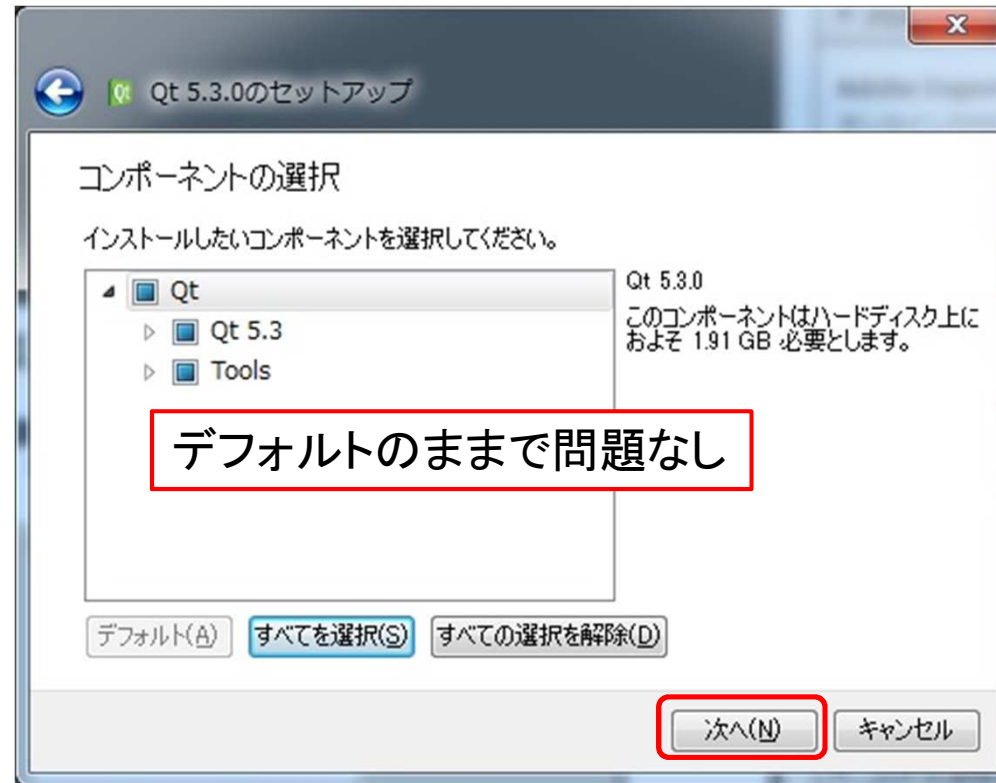 Qt 5.3.0のセットアップ
コンポーネントの選択
インストールしたいコンポーネントを選択してください。
Qt
Qt 5.3
Tools
Qt 5.3.0
このコンポーネントはハードディスク上に
およそ 1.91 GB 必要とします。
デフォルトのままで問題なし
デフォルト(A)
すべてを選択(S)
すべての選択を解除(D)
次へ(N)
キャンセル